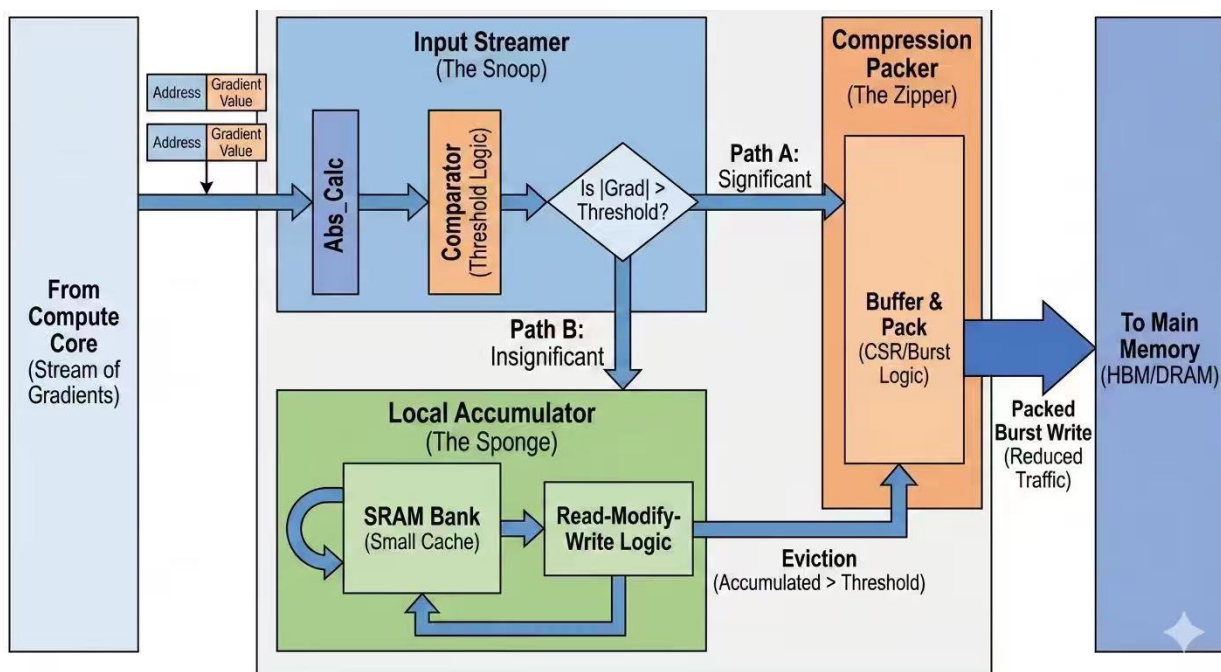 From
Compute
Core
(Stream of
Gradients)
Address
Gradient
Value
Address
Gradient
Value
Input Streamer
(The Snoop)
Abs_Calc
Comparator
(Threshold Logic)
Is |Grad| >
Threshold?
Path A:
Significant
Path B:
Insignificant
Local Accumulator
(The Sponge)
SRAM Bank
(Small Cache)
Read-Modify-
Write Logic
Eviction
(Accumulated > Threshold)
Compression
Packer
(The Zipper)
Buffer &
Pack
(CSR/Burst
Logic)
Packed
Burst Write
(Reduced
Traffic)
To Main
Memory
(HBM/DRAM)